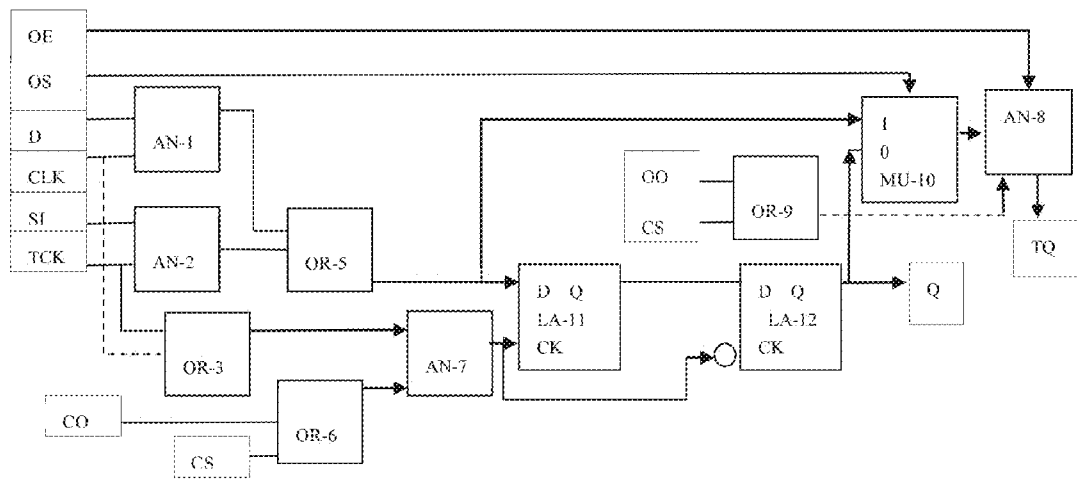 OE
OS
D
CLK
SI
TCK
AN-1
AN-2
OR-3
OR-5
CO
CS
OR-6
AN-7
D Q
LA-11
CK
GO
CS
OR-9
D Q
LA-12
CK
1
0
MU-10
AN-8
TQ
Q